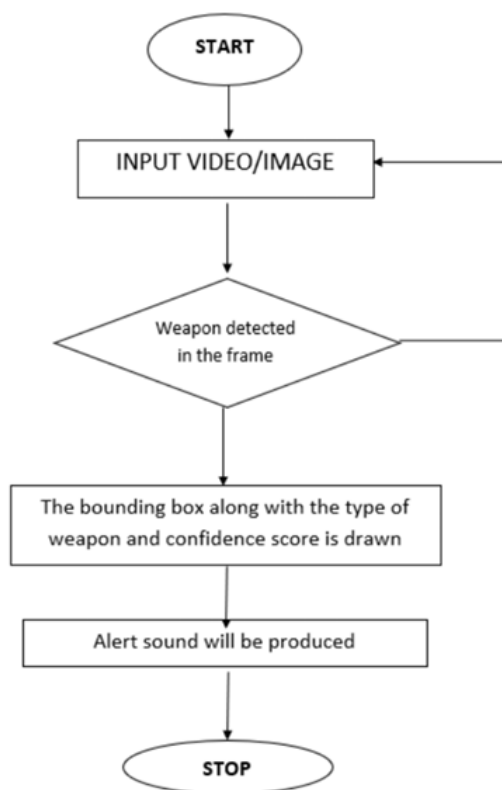 START
INPUT VIDEO/IMAGE
Weapon detected
in the frame
The bounding box along with the type of
weapon and confidence score is drawn
Alert sound will be produced
STOP